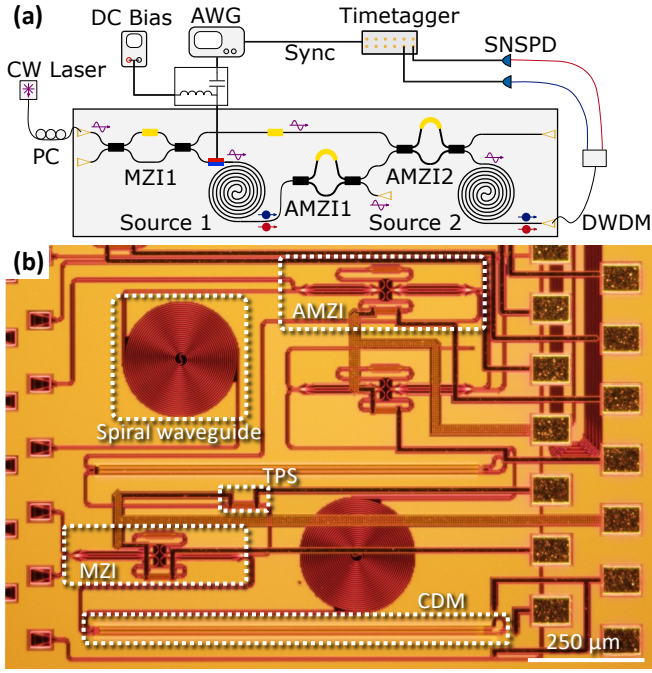 (a)
DC Bias
AWG
Timetagger
SNSPD
Sync
CW Laser
PC
MZI1
AMZI2
AMZI1
Source 1
Source 2
DWDM
(b)
AMZI
Spiral waveguide
TPS
MZI
CDM
250 μm